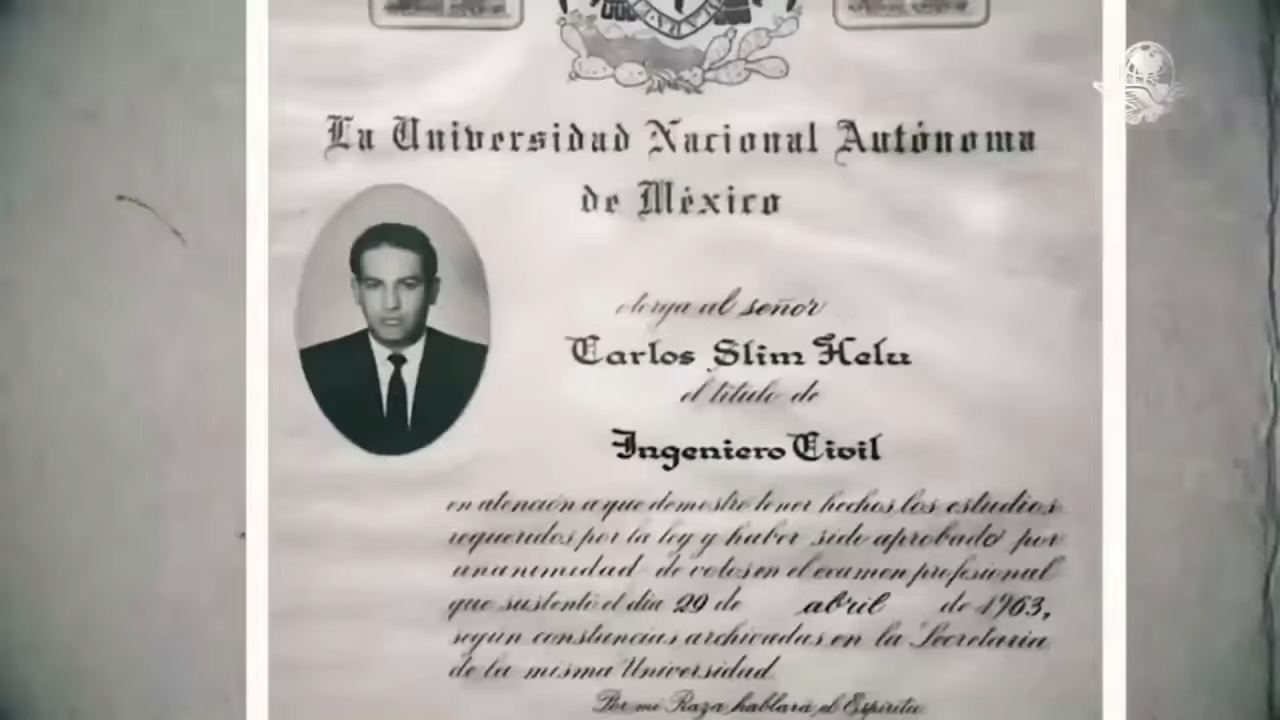 La Universidad Nacional Autónoma
de México
otorga al señor
Carlos Slim Helu
el título de
Ingeniero Civil
en atención a que demostró tener hechos los estudios
requeridos por la ley y haber sido aprobado por
unanimidad de votos en el examen profesional
que sustentó el día 29 de abril de 1963,
según constancias archivadas en la Secretaría
de la misma Universidad
Por mi Raza hablará el Espíritu